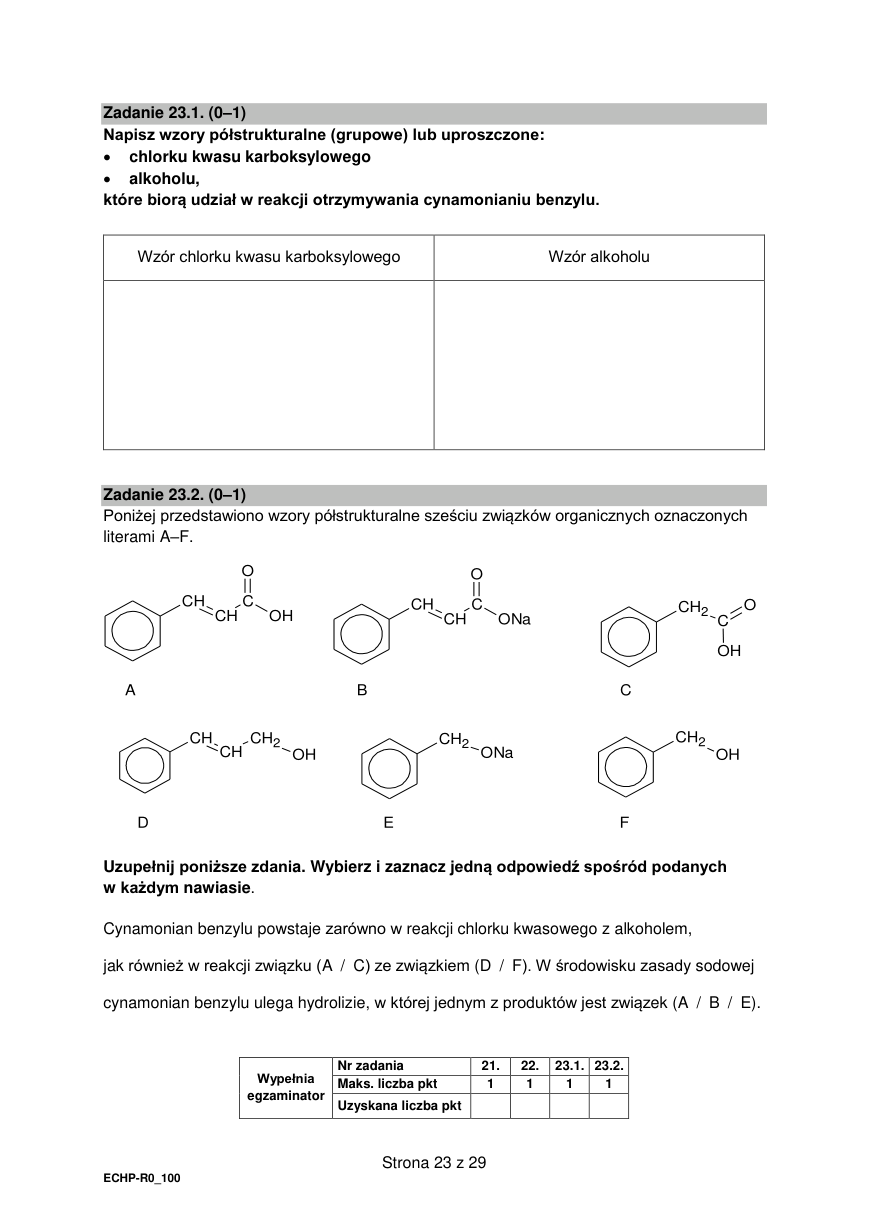 Zadanie 23.1. (0–1)
Napisz wzory półstrukturalne (grupowe) lub uproszczone:
• chlorku kwasu karboksylowego
• alkoholu,
które biorą udział w reakcji otrzymywania cynamonianiu benzylu.
Wzór chlorku kwasu karboksylowego Wzór alkoholu
Zadanie 23.2. (0–1)
Poniżej przedstawiono wzory półstrukturalne sześciu związków organicznych oznaczonych
literami A–F.
O
CH CH C OH
A
O
CH CH C ONa
B
CH2 C O
OH
C
CH CH CH2 OH
D
CH2 ONa
E
CH2 OH
F
Uzupełnij poniższe zdania. Wybierz i zaznacz jedną odpowiedź spośród podanych
w każdym nawiasie.
Cynamonian benzylu powstaje zarówno w reakcji chlorku kwasowego z alkoholem,
jak również w reakcji związku (A / C) ze związkiem (D / F). W środowisku zasady sodowej
cynamonian benzylu ulega hydrolizie, w której jednym z produktów jest związek (A / B / E).
Wypełnia
egzaminator
Nr zadania 21. 22. 23.1. 23.2.
Maks. liczba pkt 1 1 1 1
Uzyskana liczba pkt
Strona 23 z 29
ECHP-R0_100